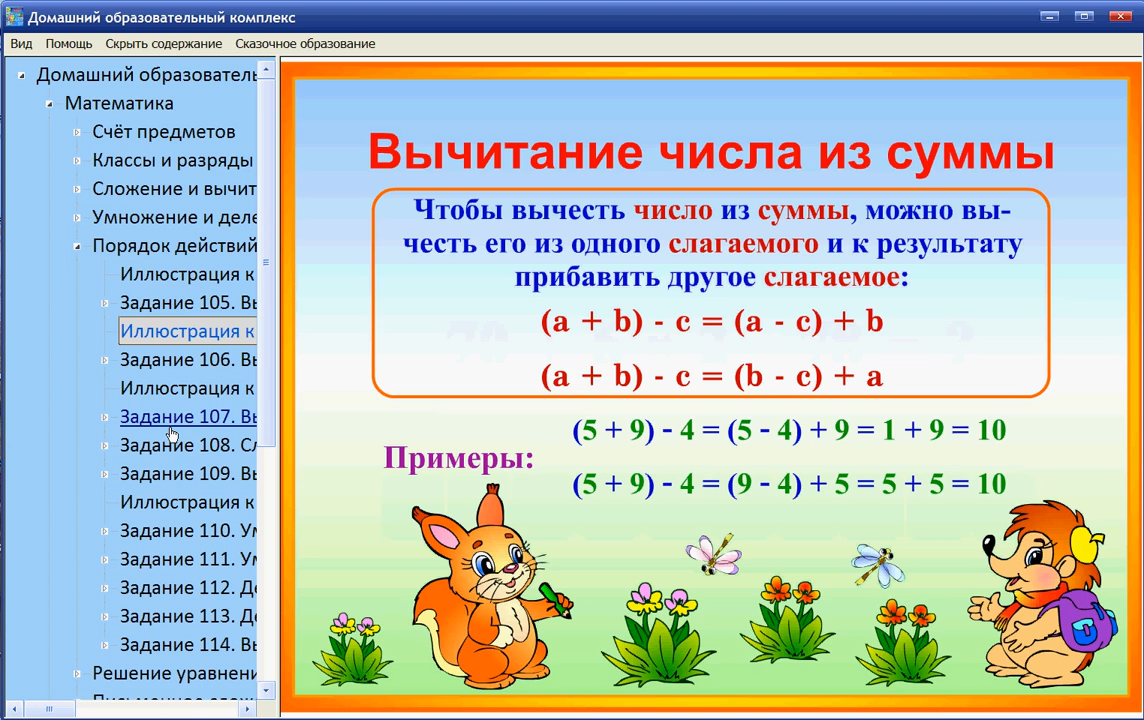 Домашний образовательный комплекс
Вид Помощь Скрыть содержание Сказочное образование
Домашний образователь
Математика
Счёт предметов
Классы и разряды
Сложение и вычит
Умножение и деле
Порядок действий
Иллюстрация к
Задание 105. Вы
Иллюстрация к
Задание 106. Вы
Иллюстрация к
Задание 107. Вы
Задание 108. Сл
Задание 109. Вы
Иллюстрация к
Задание 110. Ум
Задание 111. Ум
Задание 112. Де
Задание 113. Де
Задание 114. Вы
Решение уравнени
Вычитание числа из суммы
Чтобы вычесть число из суммы, можно вы-
честь его из одного слагаемого и к результату
прибавить другое слагаемое:
(a + b) - c = (a - c) + b
(a + b) - c = (b - c) + a
Примеры:
(5 + 9) - 4 = (5 - 4) + 9 = 1 + 9 = 10
(5 + 9) - 4 = (9 - 4) + 5 = 5 + 5 = 10